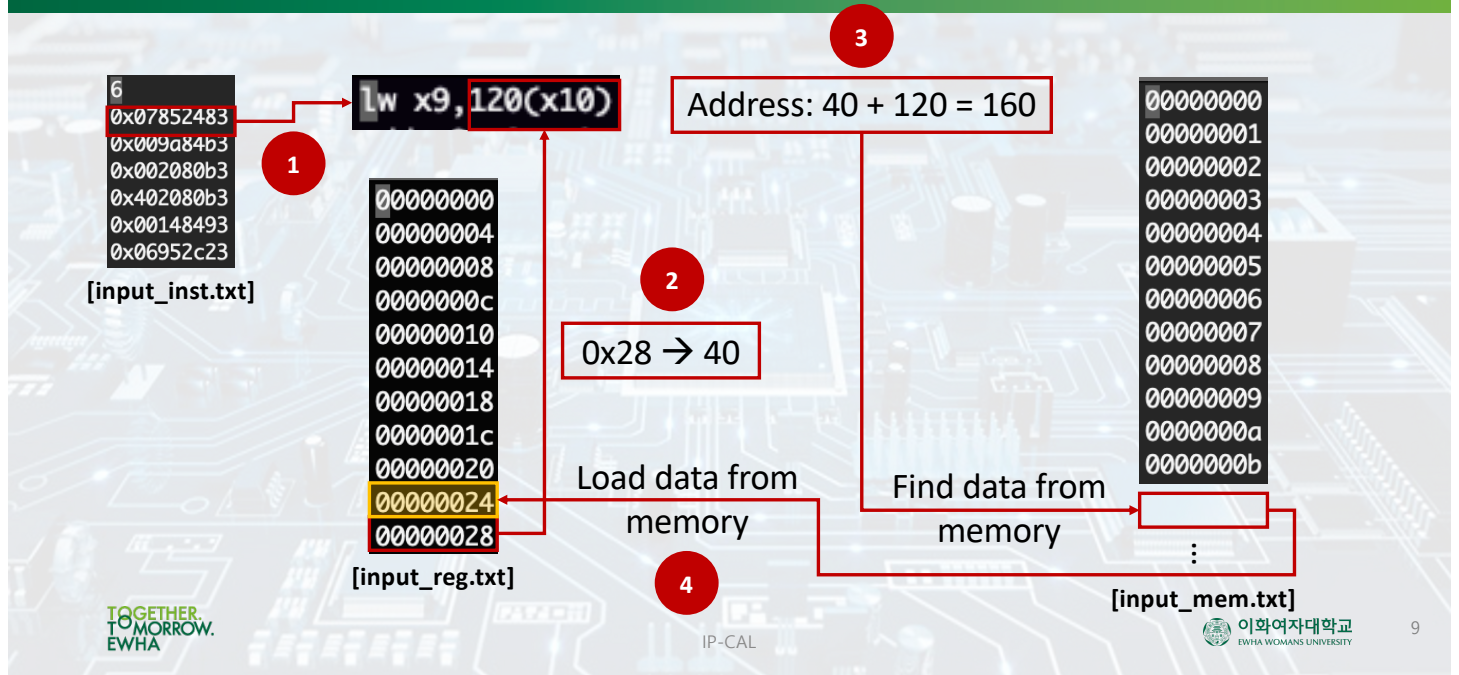 3
6
0x07852483
0x009a84b3
0x002080b3
0x402080b3
0x00148493
0x06952c23
[input_inst.txt]
1
lw x9,120(x10)
Address: 40 + 120 = 160
00000000
00000004
00000008
0000000c
00000010
00000014
00000018
0000001c
00000020
00000024
00000028
[input_reg.txt]
2
0x28 → 40
Load data from
memory
4
Find data from
memory
00000000
00000001
00000002
00000003
00000004
00000005
00000006
00000007
00000008
00000009
0000000a
0000000b
⋮
[input_mem.txt]
TOGETHER.
TOMORROW.
EWHA
IP-CAL
이화여자대학교
EWHA WOMANS UNIVERSITY
9